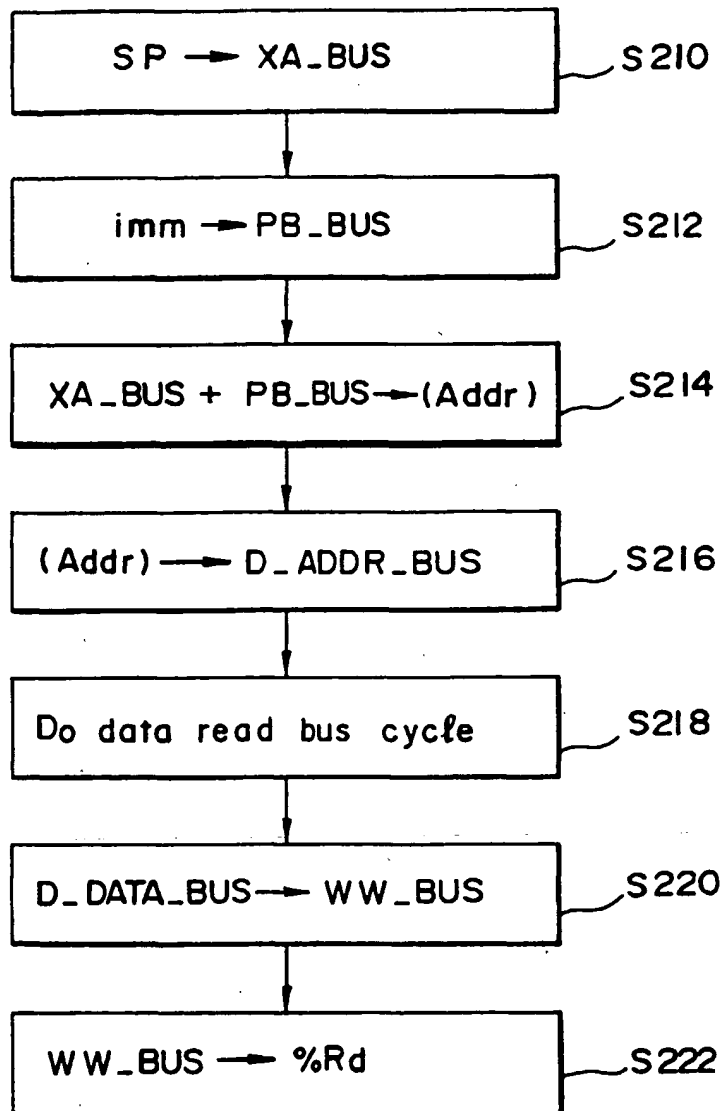 SP → XA_BUS S210
imm → PB_BUS S212
XA_BUS + PB_BUS → (Addr) S214
(Addr) → D_ADDR_BUS S216
Do data read bus cycle S218
D_DATA_BUS → WW_BUS S220
WW_BUS → %Rd S222